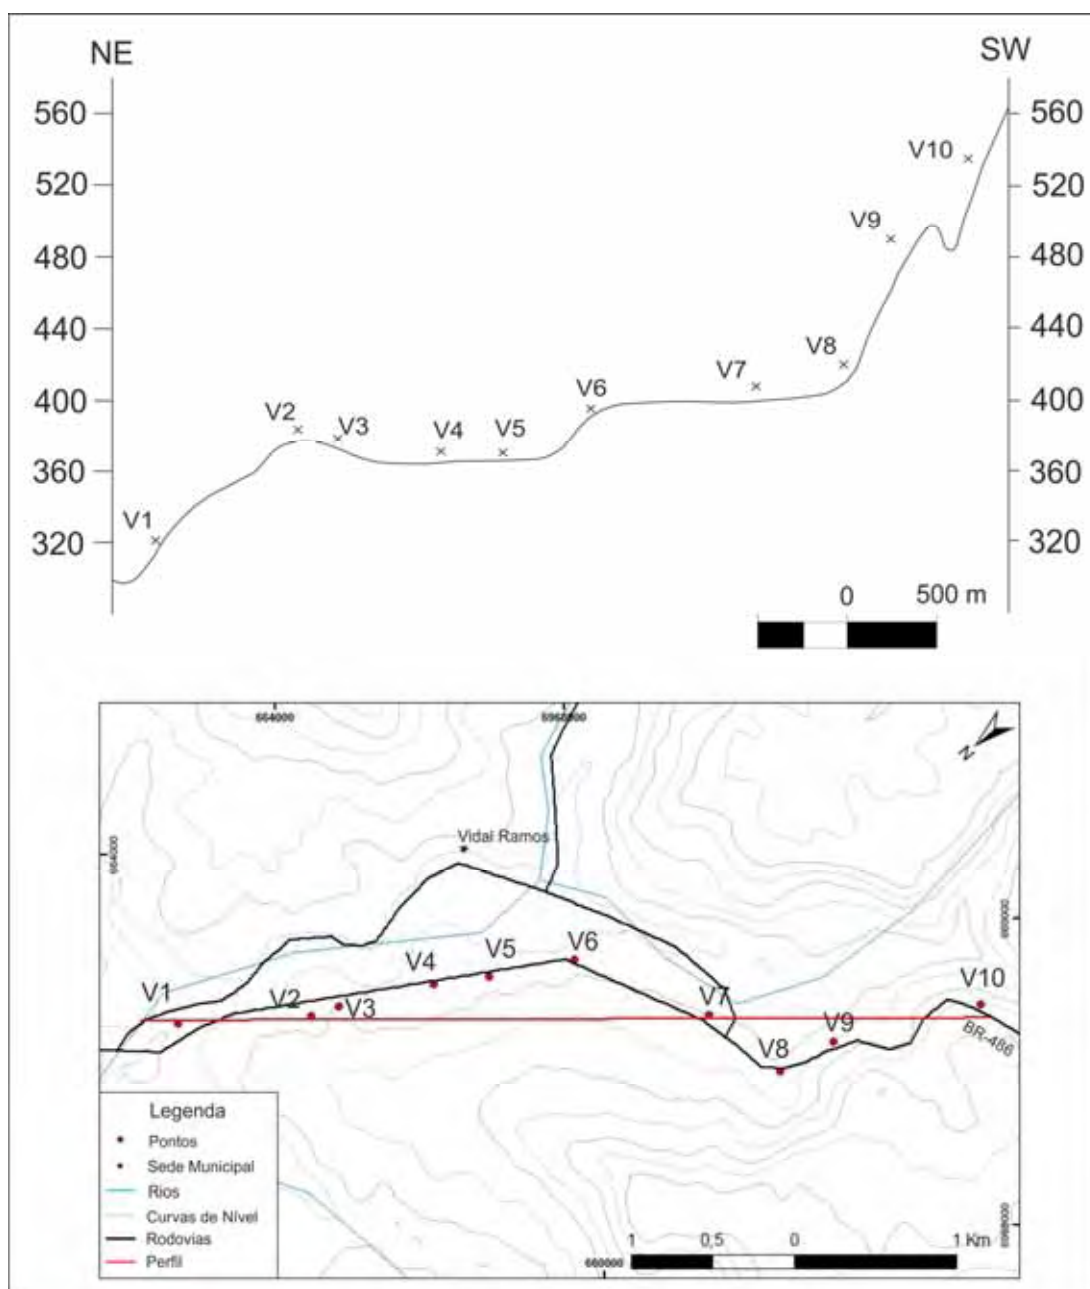 NE SW
560 560
V10
520 520
V9
480 480
440 440
V8
V7
V6
400 400
V2 V3 V4 V5
360 360
V1
320 320
0 500 m
664000
N
Vidal Ramos
664000
V6
V5
V4
V10
V1
V2 V3 V7
V9
BR-486
V8
Legenda
Pontos
Sede Municipal
Rios
Curvas de Nível
Rodovias
Perfil
1 0,5 0 1 Km
660000